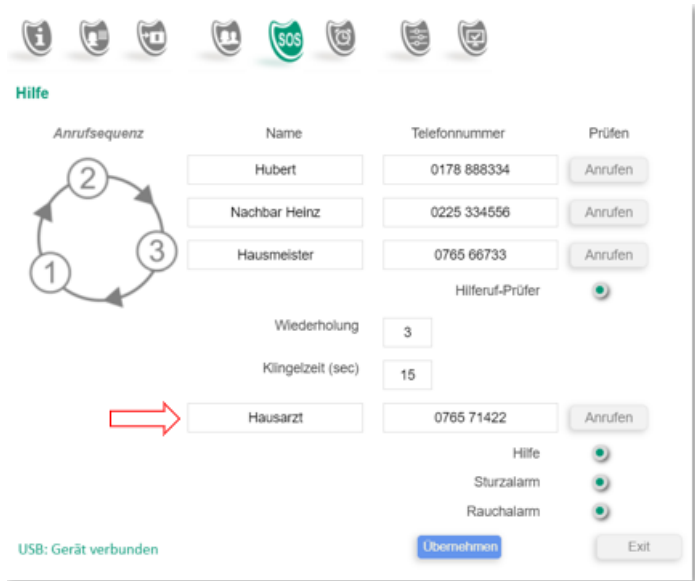 SOS
Hilfe
Anrufsequenz Name Telefonnummer Prüfen
Hubert 0178 888334 Anrufen
2
Nachbar Heinz 0225 334556 Anrufen
3
Hausmeister 0765 66733 Anrufen
1
Hilferuf-Prüfer
Wiederholung 3
Klingelzeit (sec) 15
Hausarzt 0765 71422 Anrufen
Hilfe
Sturzalarm
Rauchalarm
USB: Gerät verbunden Übernehmen Exit